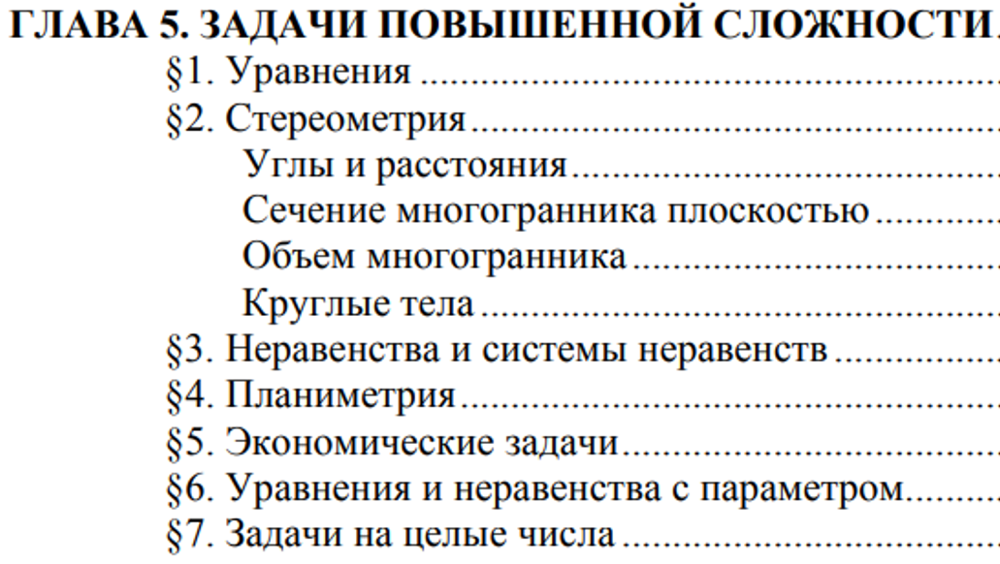 ГЛАВА 5. ЗАДАЧИ ПОВЫШЕННОЙ СЛОЖНОСТИ.
§1. Уравнения ................................................
§2. Стереометрия.............................................
Углы и расстояния.....................................
Сечение многогранника плоскостью ..........
Объем многогранника................................
Круглые тела .............................................
§3. Неравенства и системы неравенств .............
§4. Планиметрия..............................................
§5. Экономические задачи................................
§6. Уравнения и неравенства с параметром........
§7. Задачи на целые числа ................................